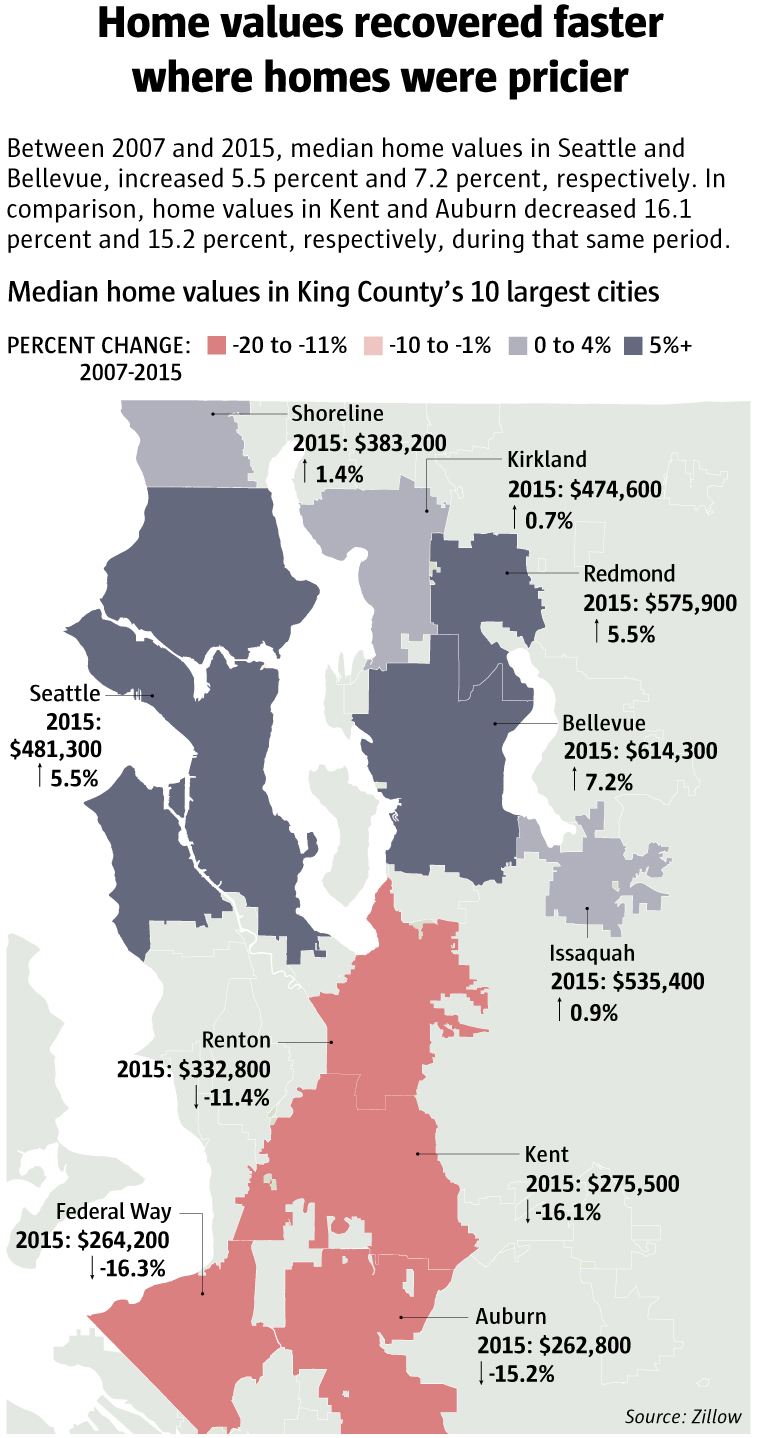 Home values recovered faster
where homes were pricier
Between 2007 and 2015, median home values in Seattle and
Bellevue, increased 5.5 percent and 7.2 percent, respectively. In
comparison, home values in Kent and Auburn decreased 16.1
percent and 15.2 percent, respectively, during that same period.
Median home values in King County’s 10 largest cities
PERCENT CHANGE: -20 to -11% -10 to -1% 0 to 4% 5%+
2007-2015
Shoreline
2015: $383,200
↑ 1.4%
Kirkland
2015: $474,600
↑ 0.7%
Redmond
2015: $575,900
↑ 5.5%
Seattle
2015:
$481,300
↑ 5.5%
Bellevue
2015: $614,300
↑ 7.2%
Issaquah
2015: $535,400
↑ 0.9%
Renton
2015: $332,800
↓ -11.4%
Kent
2015: $275,500
↓ -16.1%
Federal Way
2015: $264,200
↓ -16.3%
Auburn
2015: $262,800
↓ -15.2%
Source: Zillow